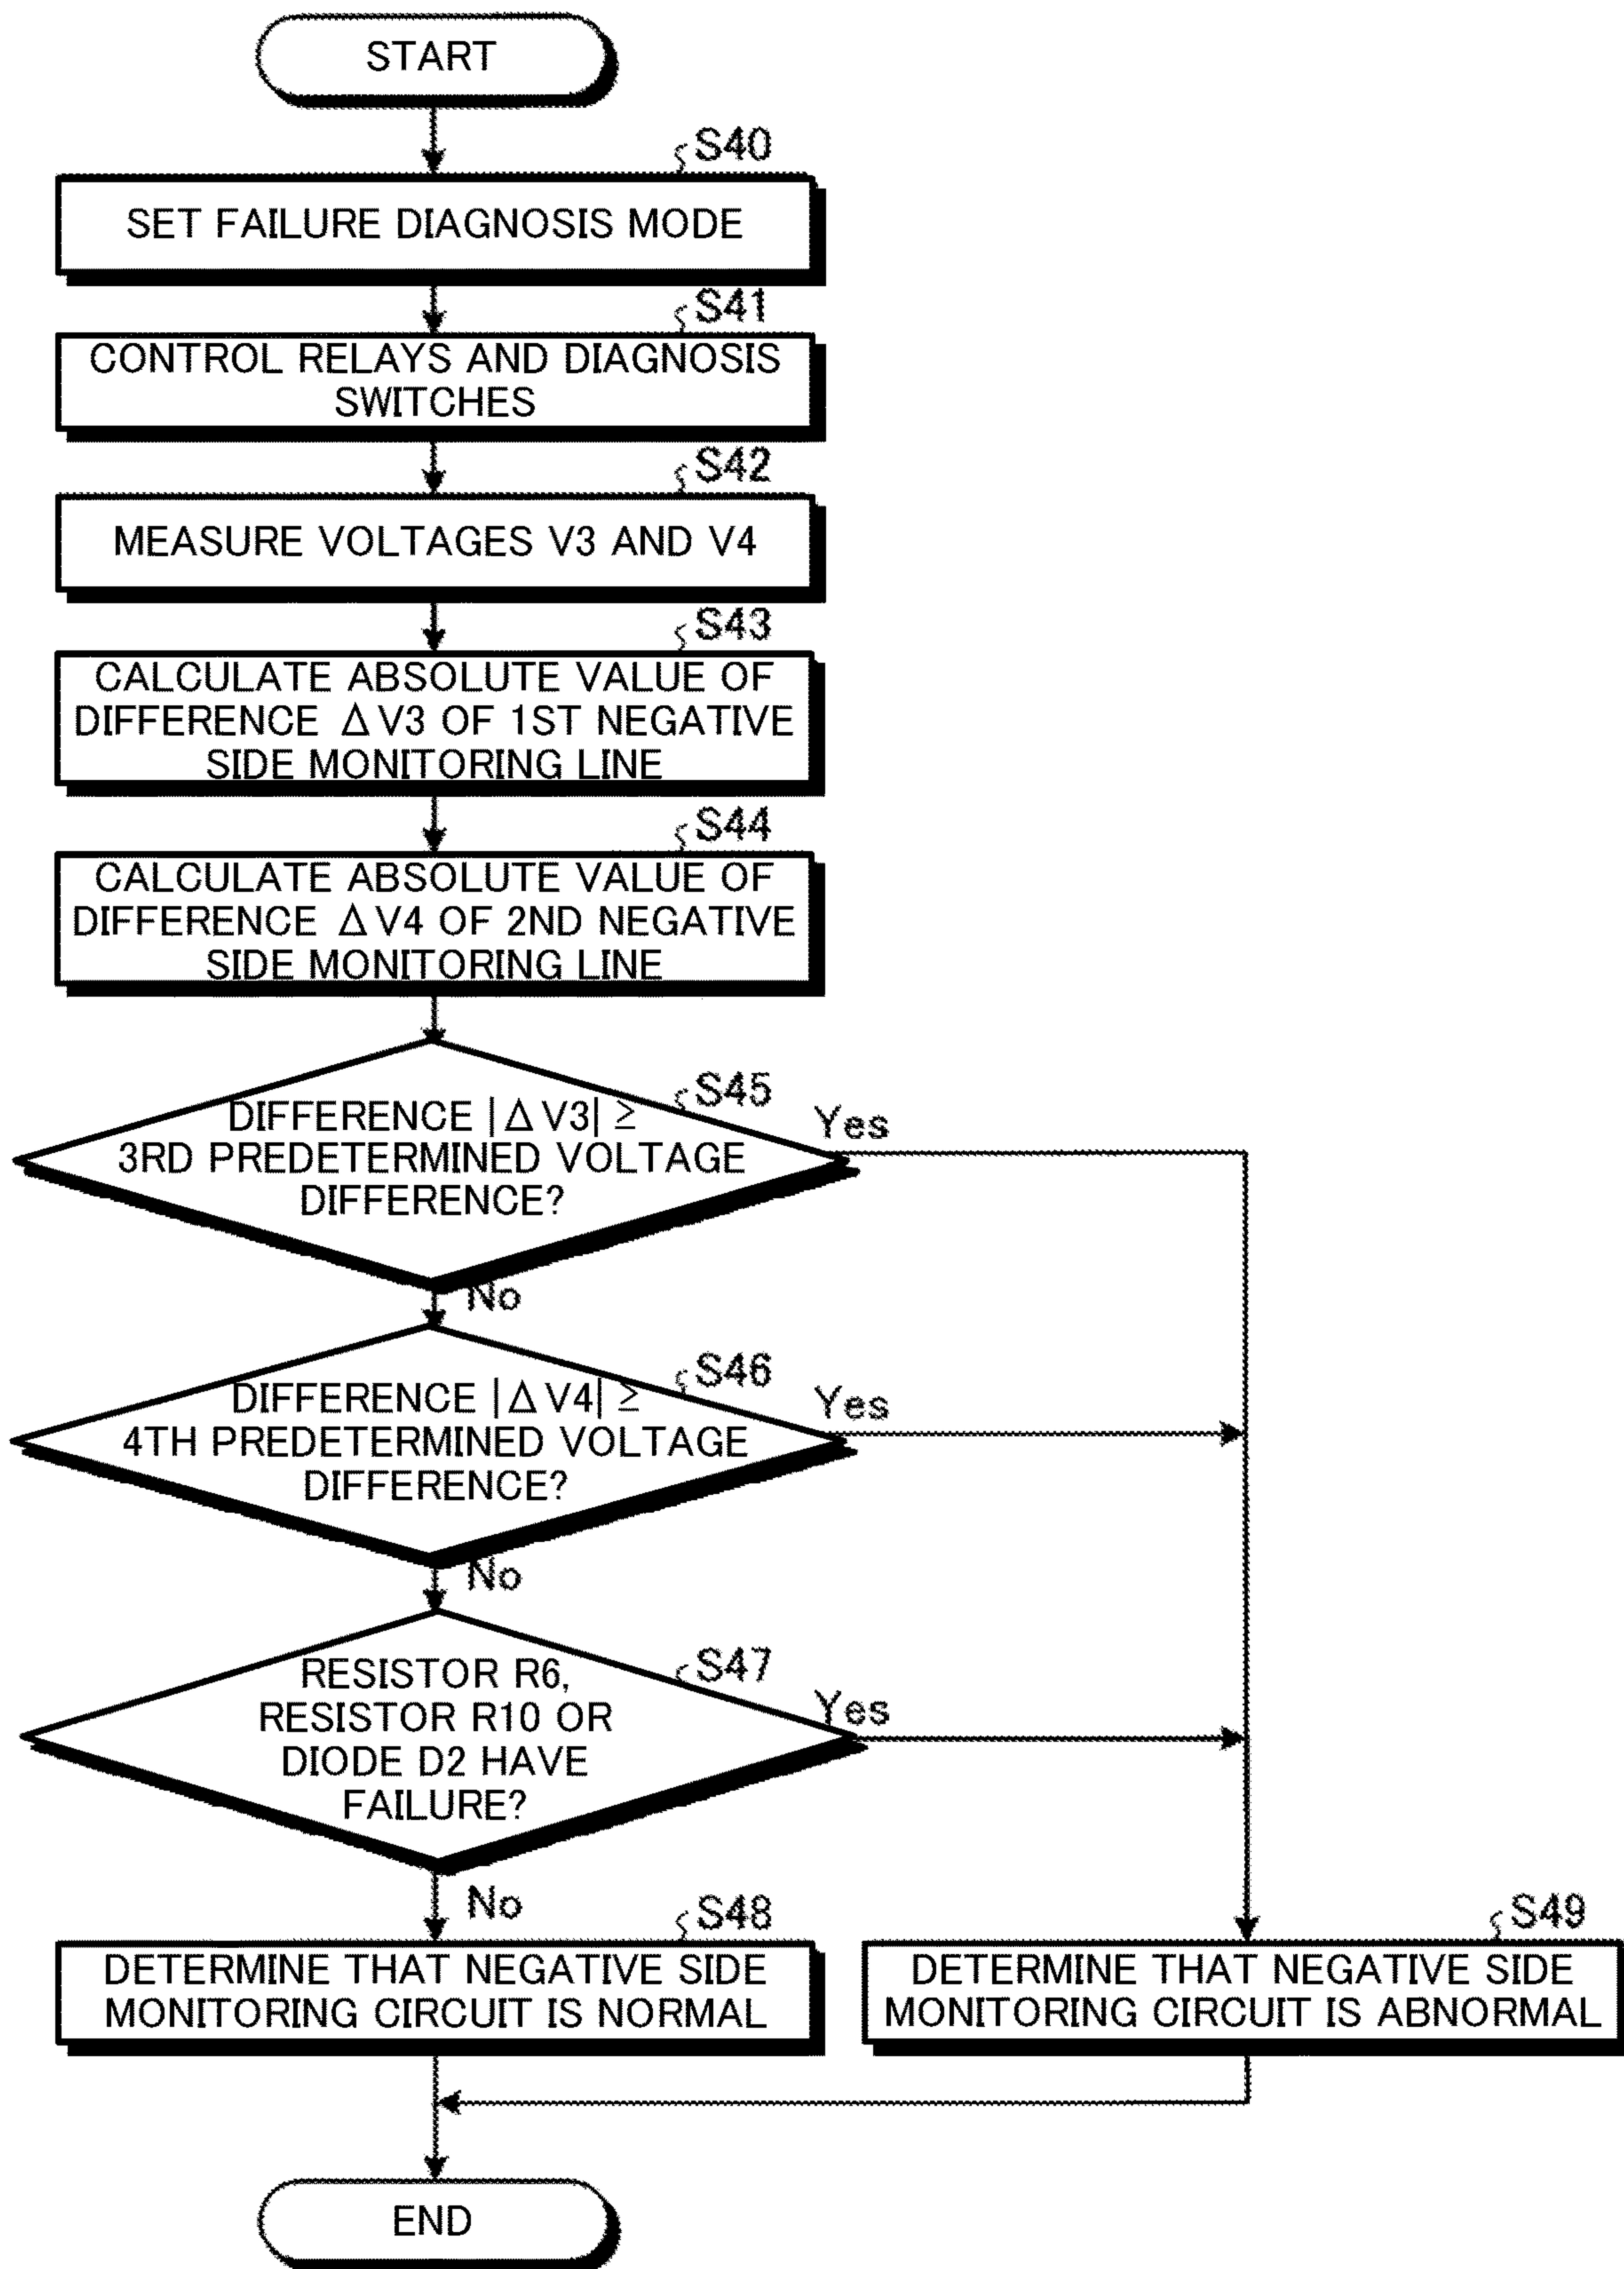 START
S40
SET FAILURE DIAGNOSIS MODE
S41
CONTROL RELAYS AND DIAGNOSIS
SWITCHES
S42
MEASURE VOLTAGES V3 AND V4
S43
CALCULATE ABSOLUTE VALUE OF
DIFFERENCE ΔV3 OF 1ST NEGATIVE
SIDE MONITORING LINE
S44
CALCULATE ABSOLUTE VALUE OF
DIFFERENCE ΔV4 OF 2ND NEGATIVE
SIDE MONITORING LINE
S45
DIFFERENCE |ΔV3| ≥
3RD PREDETERMINED VOLTAGE
DIFFERENCE?
Yes
No
S46
DIFFERENCE |ΔV4| ≥
4TH PREDETERMINED VOLTAGE
DIFFERENCE?
Yes
No
S47
RESISTOR R6,
RESISTOR R10 OR
DIODE D2 HAVE
FAILURE?
Yes
No
S48
DETERMINE THAT NEGATIVE SIDE
MONITORING CIRCUIT IS NORMAL
S49
DETERMINE THAT NEGATIVE SIDE
MONITORING CIRCUIT IS ABNORMAL
END